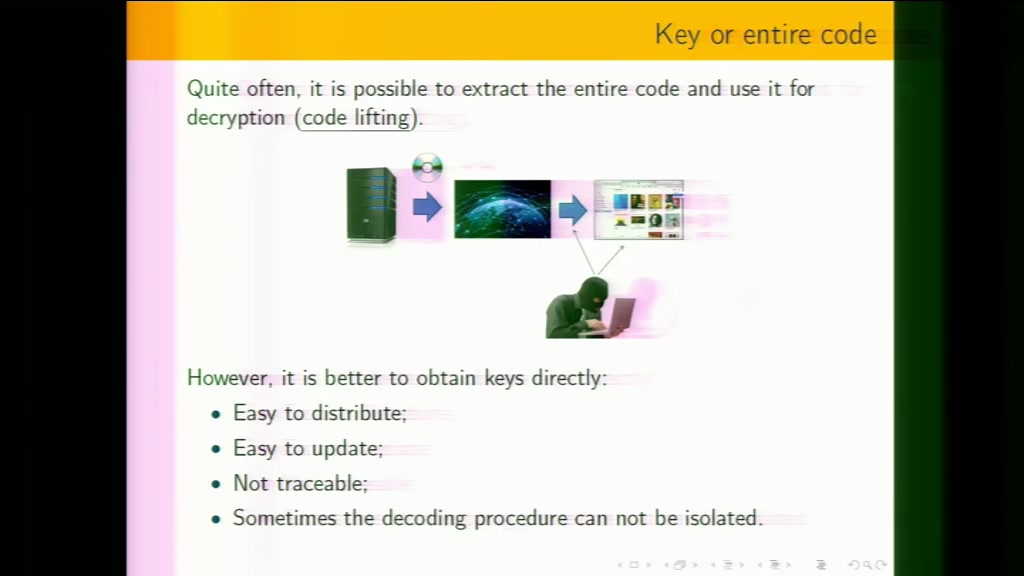 Key or entire code
Quite often, it is possible to extract the entire code and use it for
decryption (code lifting).
However, it is better to obtain keys directly:
• Easy to distribute;
• Easy to update;
• Not traceable;
• Sometimes the decoding procedure can not be isolated.